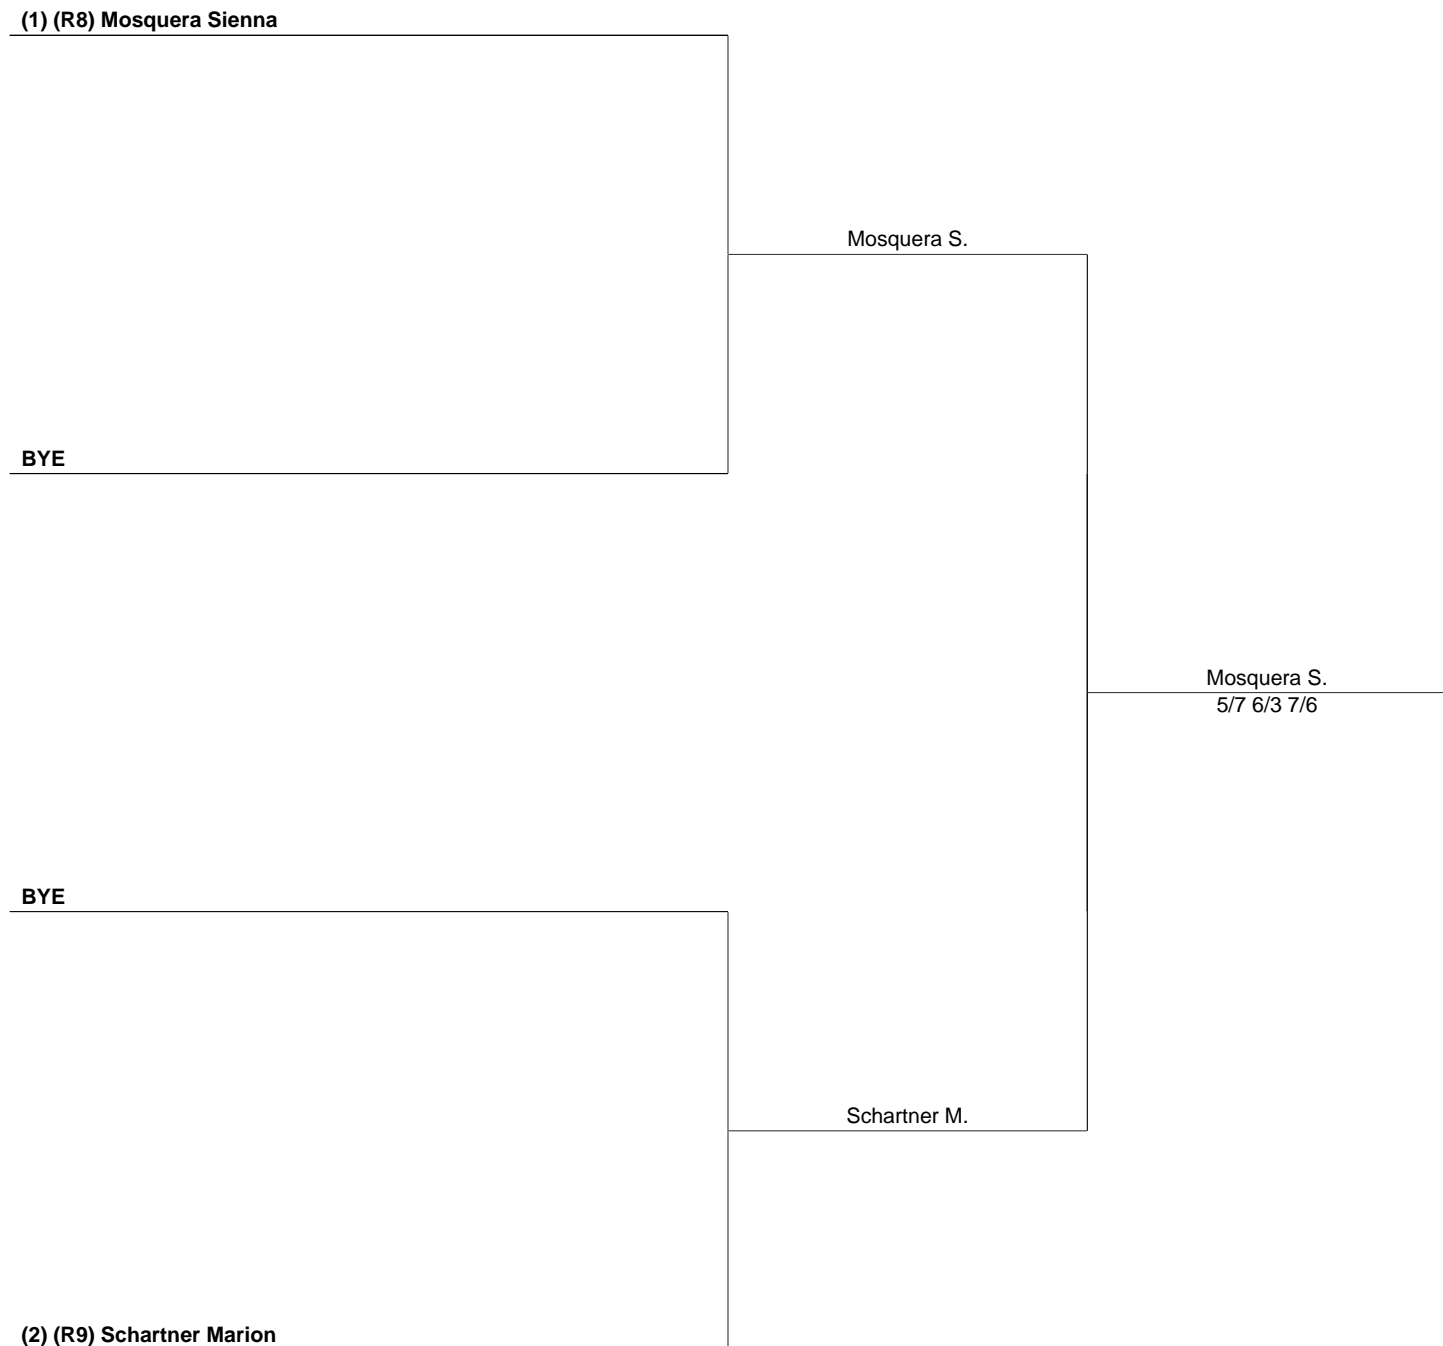 (1) (R8) Mosquera Sienna
Mosquera S.
BYE
Mosquera S.
5/7 6/3 7/6
BYE
Schartner M.
(2) (R9) Schartner Marion